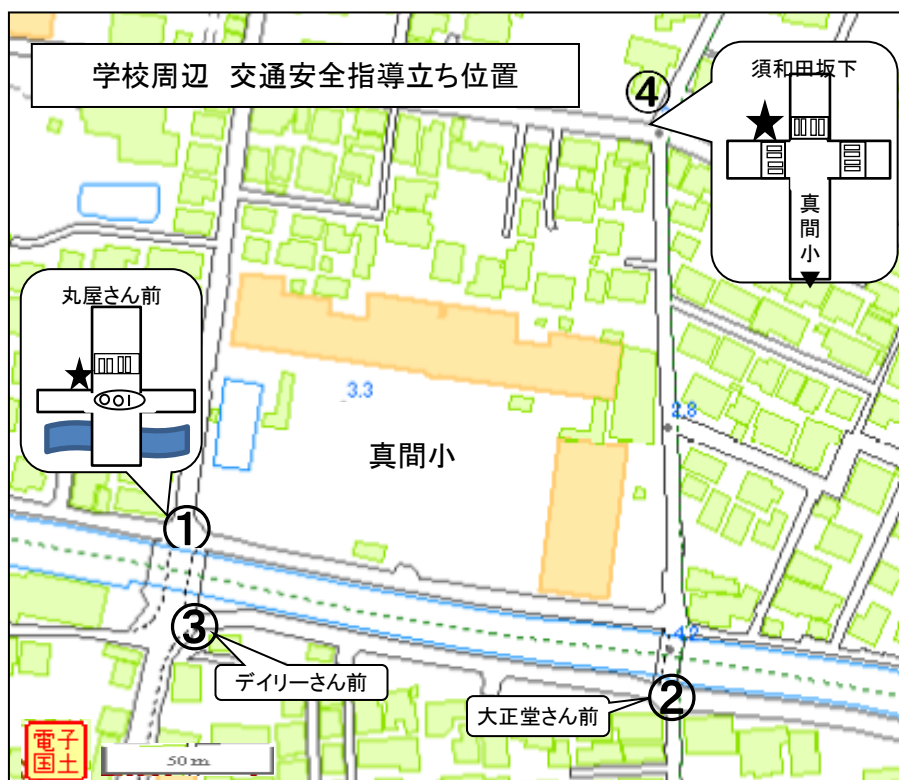 学校周辺 交通安全指導立ち位置
④
須和田坂下
真間小
丸屋さん前
3.3
2.8
真間小
①
③
4.2
デイリーさん前
②
大正堂さん前
電子
国土
50 m